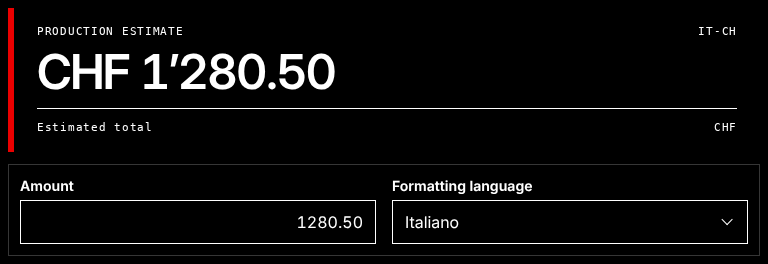 PRODUCTION ESTIMATE
IT-CH
CHF 1’280.50
Estimated total
CHF
Amount
Formatting language
1280.50
Italiano